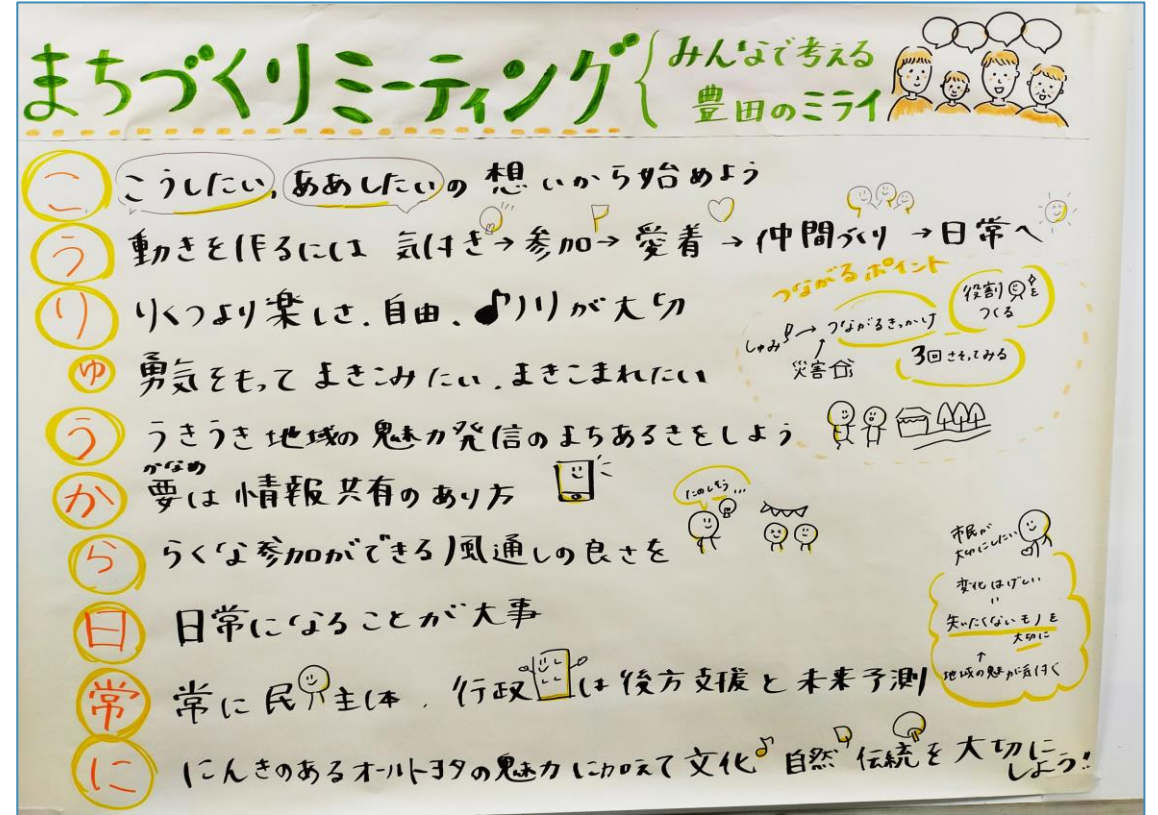 まちづくりミーティング
みんなで考える
豊田のミライ
こ こうしたい、ああしたいの想いから始めよう
う 動きを作るには 気付き→参加→愛着→仲間づくり→日常へ
り りくつより楽しさ、自由、♪ノリが大切
ゅ 勇気をもってまきこみたい、まきこまれたい
う うきうき地域の魅力発信のまちあるきをしよう
かなめ
か 要は情報共有のあり方
ら らくな参加ができる風通しの良さを
日 日常になることが大事
常 常に民主体、行政は後方支援と未来予測
に にんきのあるオールトヨタの魅力に加えて文化♪自然 伝統を大切に
しよう!
つながるポイント
しゅみ→つながるきっかけ
↑
災害
役割を
つくる
3回さそってみる
たのしそう…
市民が
大切にしたい
変化はげしい
〃
失いたくないモノを
大切に
↑
地域の魅力気付く